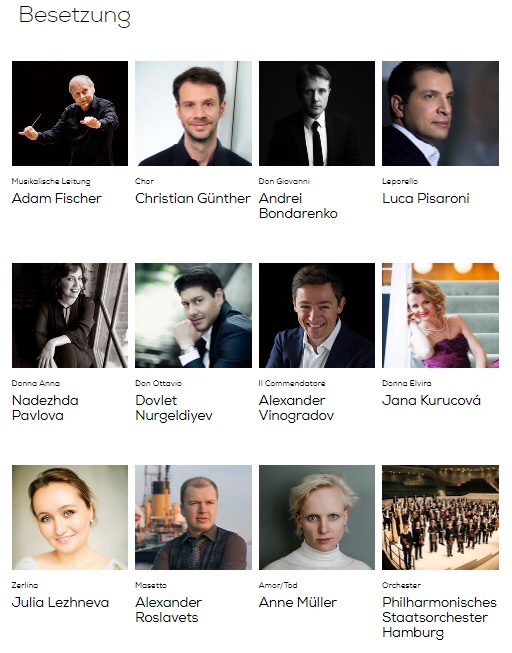 Besetzung
Musikalische Leitung
Adam Fischer
Chor
Christian Günther
Don Giovanni
Andrei
Bondarenko
Leporello
Luca Pisaroni
Donna Anna
Nadezhda
Pavlova
Don Ottavio
Dovlet
Nurgeldiyev
Il Commendatore
Alexander
Vinogradov
Donna Elvira
Jana Kurucová
Zerlina
Julia Lezhneva
Masetto
Alexander
Roslavets
Amor/Tod
Anne Müller
Orchester
Philharmonisches
Staatsorchester
Hamburg